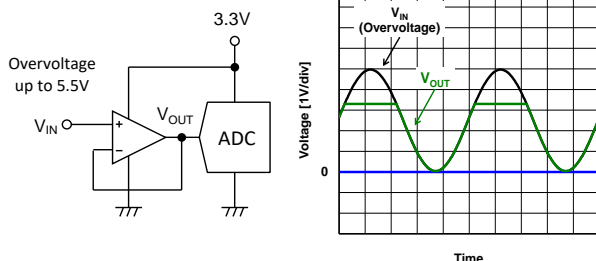 3.3V
Overvoltage
up to 5.5V
VIN
+
−
VOUT
ADC
VIN
(Overvoltage)
VOUT
Voltage [1V/div]
0
Time